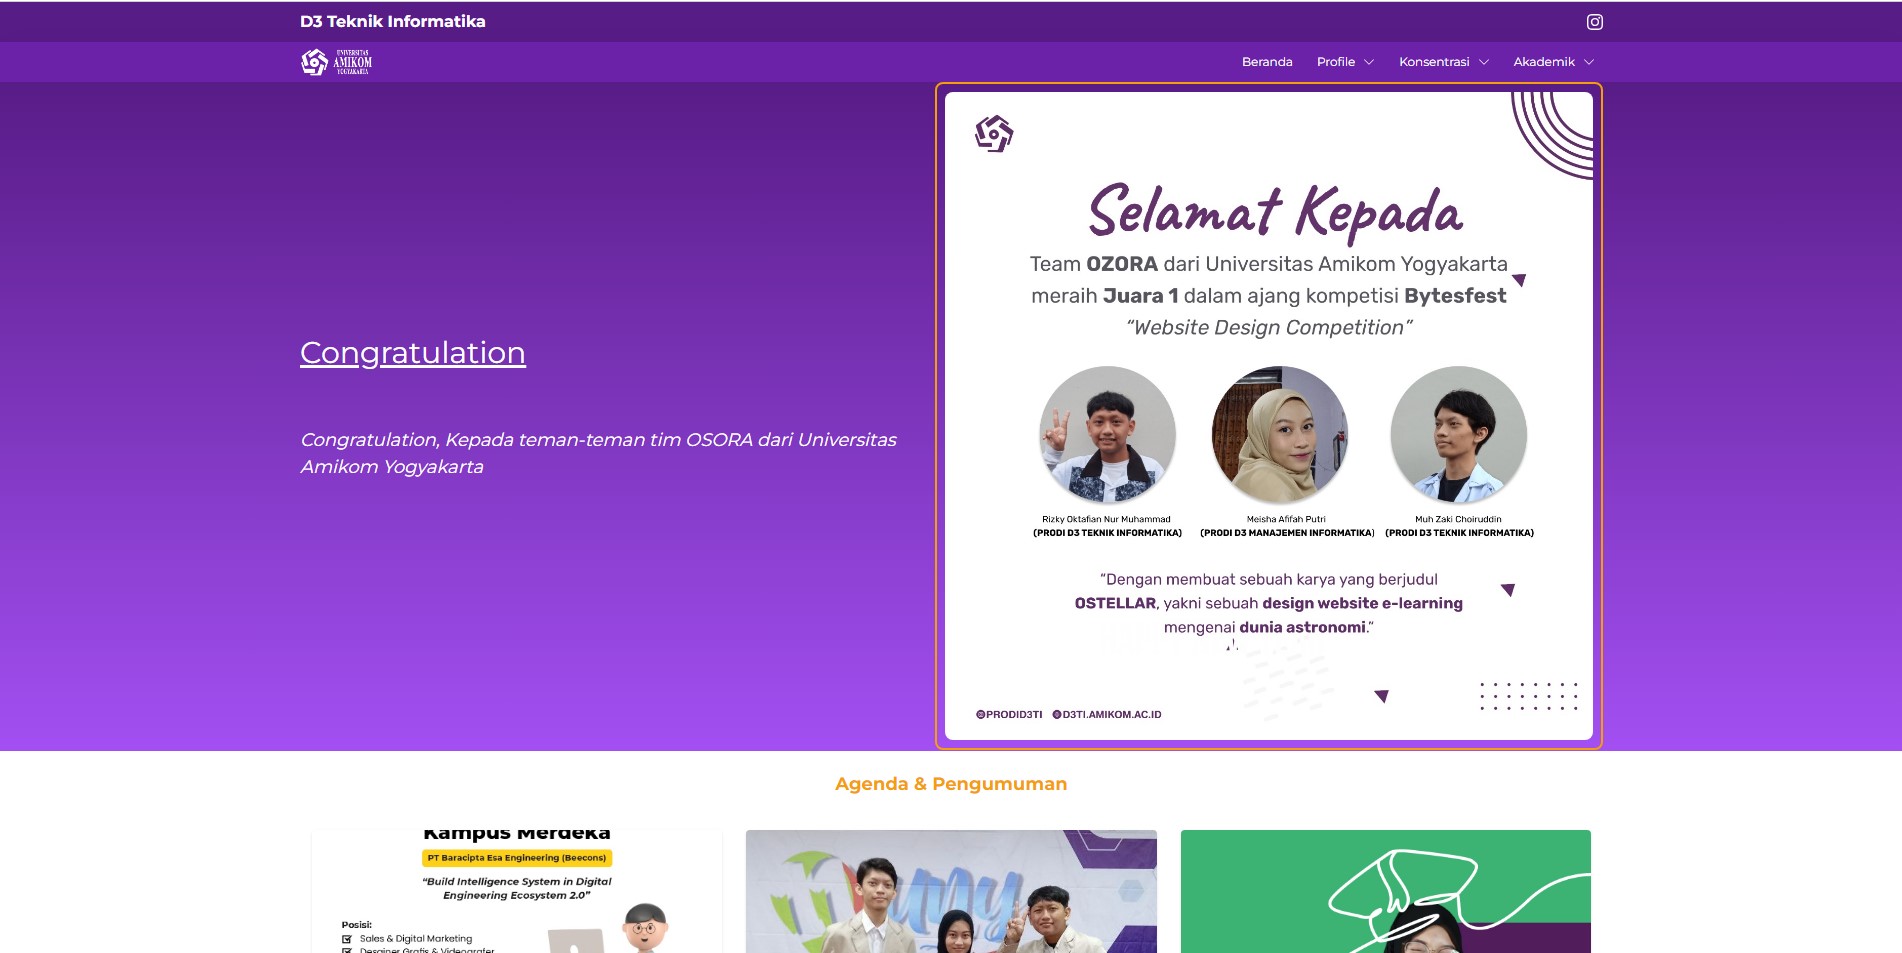 D3 Teknik Informatika
UNIVERSITAS
AMIKOM
YOGYAKARTA
Beranda
Profile
Konsentrasi
Akademik
Congratulation
Congratulation, Kepada teman-teman tim OSORA dari Universitas
Amikom Yogyakarta
Selamat Kepada
Team OZORA dari Universitas Amikom Yogyakarta
meraih Juara 1 dalam ajang kompetisi Bytesfest
“Website Design Competition”
Rizky Oktafian Nur Muhammad
(PRODI D3 TEKNIK INFORMATIKA)
Meisha Afifah Putri
(PRODI D3 MANAJEMEN INFORMATIKA)
Muh Zaki Choiruddin
(PRODI D3 TEKNIK INFORMATIKA)
“Dengan membuat sebuah karya yang berjudul
OSTELLAR, yakni sebuah design website e-learning
mengenai dunia astronomi.”
PRODID3TI
D3TI.AMIKOM.AC.ID
Agenda & Pengumuman
Kampus Merdeka
PT Baracipta Esa Engineering (Beecons)
“Build Intelligence System in Digital
Engineering Ecosystem 2.0”
Posisi:
Sales & Digital Marketing
Desainer Grafis & Videografer